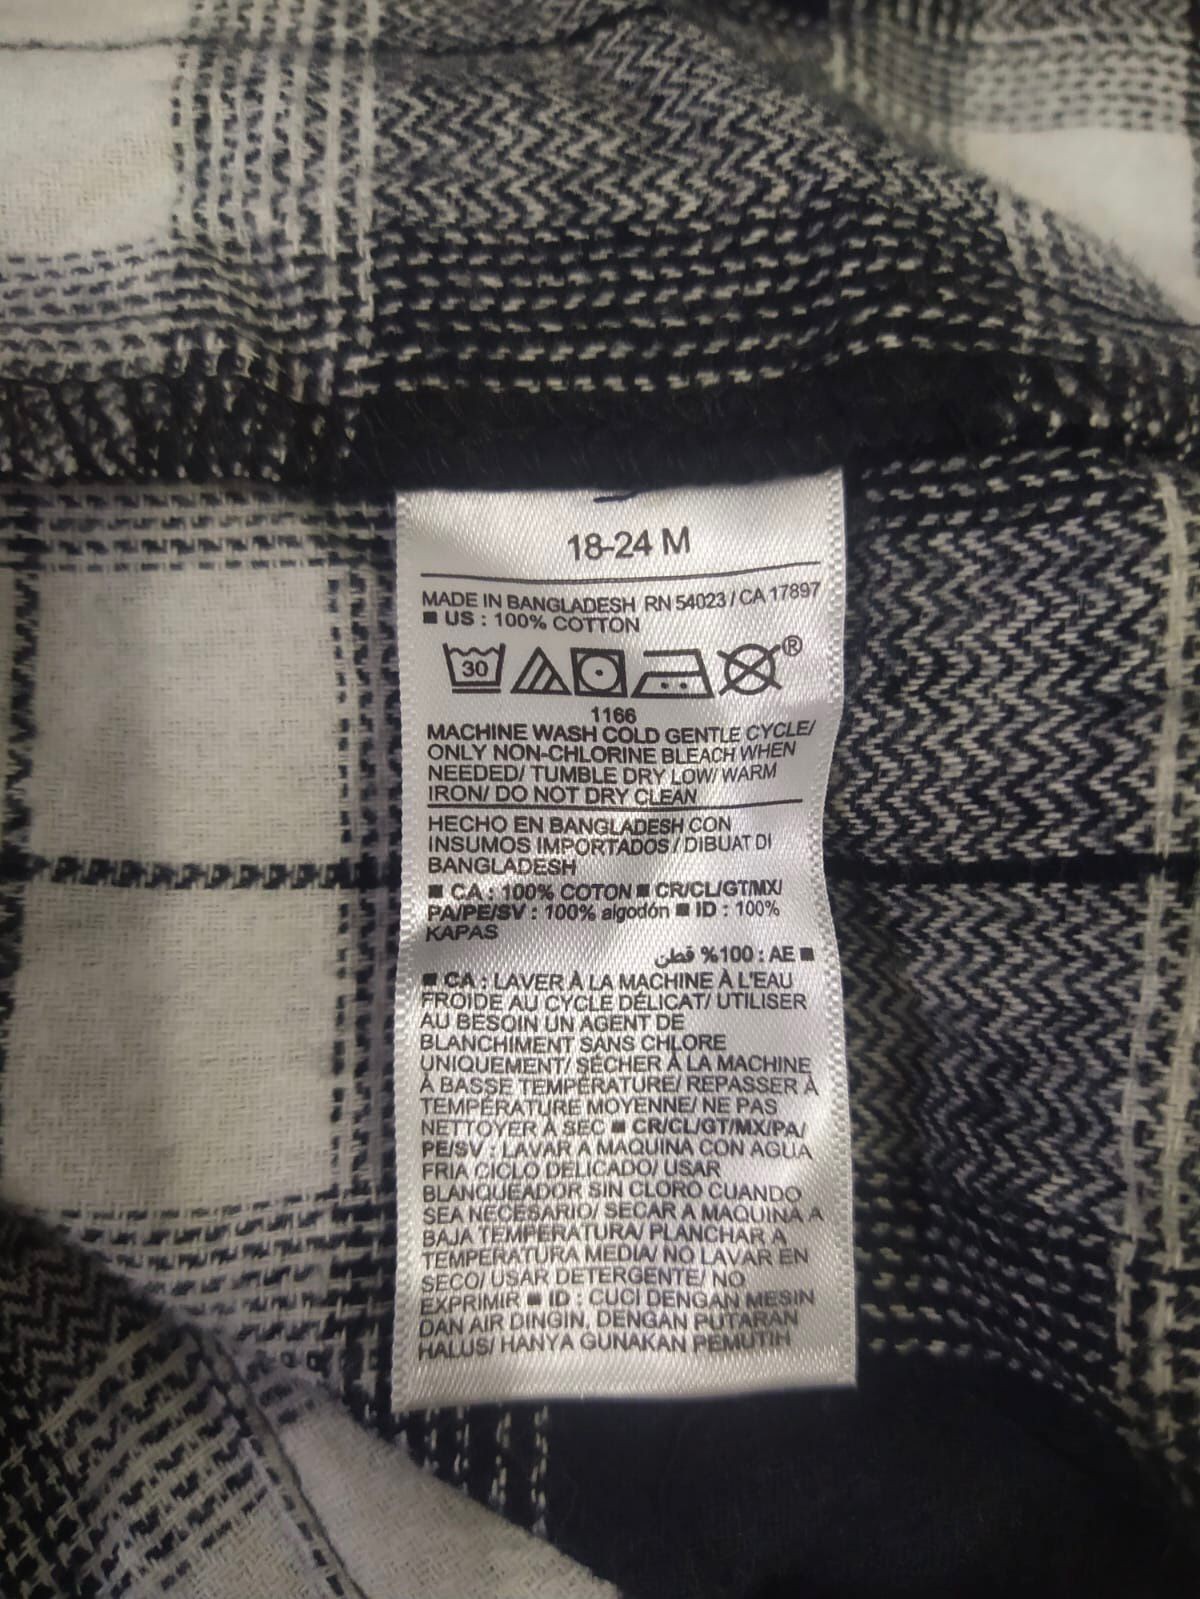 18-24 M
MADE IN BANGLADESH RN 54023 / CA 17897
■ US : 100% COTTON
30
®
1166
MACHINE WASH COLD GENTLE CYCLE/
ONLY NON-CHLORINE BLEACH WHEN
NEEDED/ TUMBLE DRY LOW/ WARM
IRON/ DO NOT DRY CLEAN
HECHO EN BANGLADESH CON
INSUMOS IMPORTADOS / DIBUAT DI
BANGLADESH
■ CA : 100% COTON ■ CR/CL/GT/MX/
PA/PE/SV : 100% algodón ■ ID : 100%
KAPAS
■ AE : 100% قطن
■ CA : LAVER À LA MACHINE À L'EAU
FROIDE AU CYCLE DÉLICAT/ UTILISER
AU BESOIN UN AGENT DE
BLANCHIMENT SANS CHLORE
UNIQUEMENT/ SÉCHER À LA MACHINE
À BASSE TEMPÉRATURE/ REPASSER À
TEMPÉRATURE MOYENNE/ NE PAS
NETTOYER À SEC ■ CR/CL/GT/MX/PA/
PE/SV : LAVAR A MAQUINA CON AGUA
FRIA CICLO DELICADO/ USAR
BLANQUEADOR SIN CLORO CUANDO
SEA NECESARIO/ SECAR A MAQUINA A
BAJA TEMPERATURA/ PLANCHAR A
TEMPERATURA MEDIA/ NO LAVAR EN
SECO/ USAR DETERGENTE/ NO
EXPRIMIR ■ ID : CUCI DENGAN MESIN
DAN AIR DINGIN, DENGAN PUTARAN
HALUS/ HANYA GUNAKAN PEMUTIH